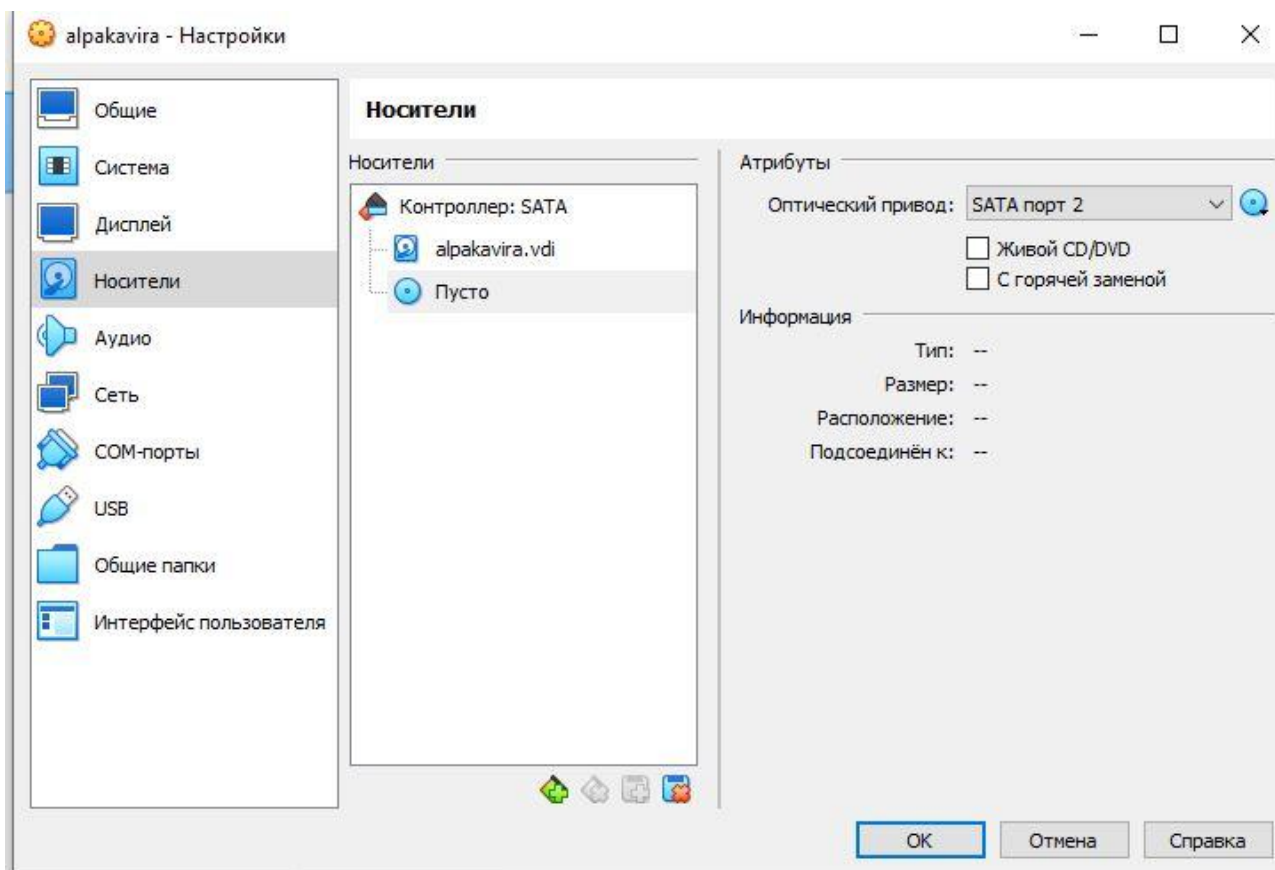 alpakavira - Настройки
Общие
Система
Дисплей
Носители
Аудио
Сеть
COM-порты
USB
Общие папки
Интерфейс пользователя
Носители
Носители
Контроллер: SATA
alpakavira.vdi
Пусто
Атрибуты
Оптический привод: SATA порт 2
Живой CD/DVD
С горячей заменой
Информация
Тип: --
Размер: --
Расположение: --
Подсоединён к: --
OK Отмена Справка